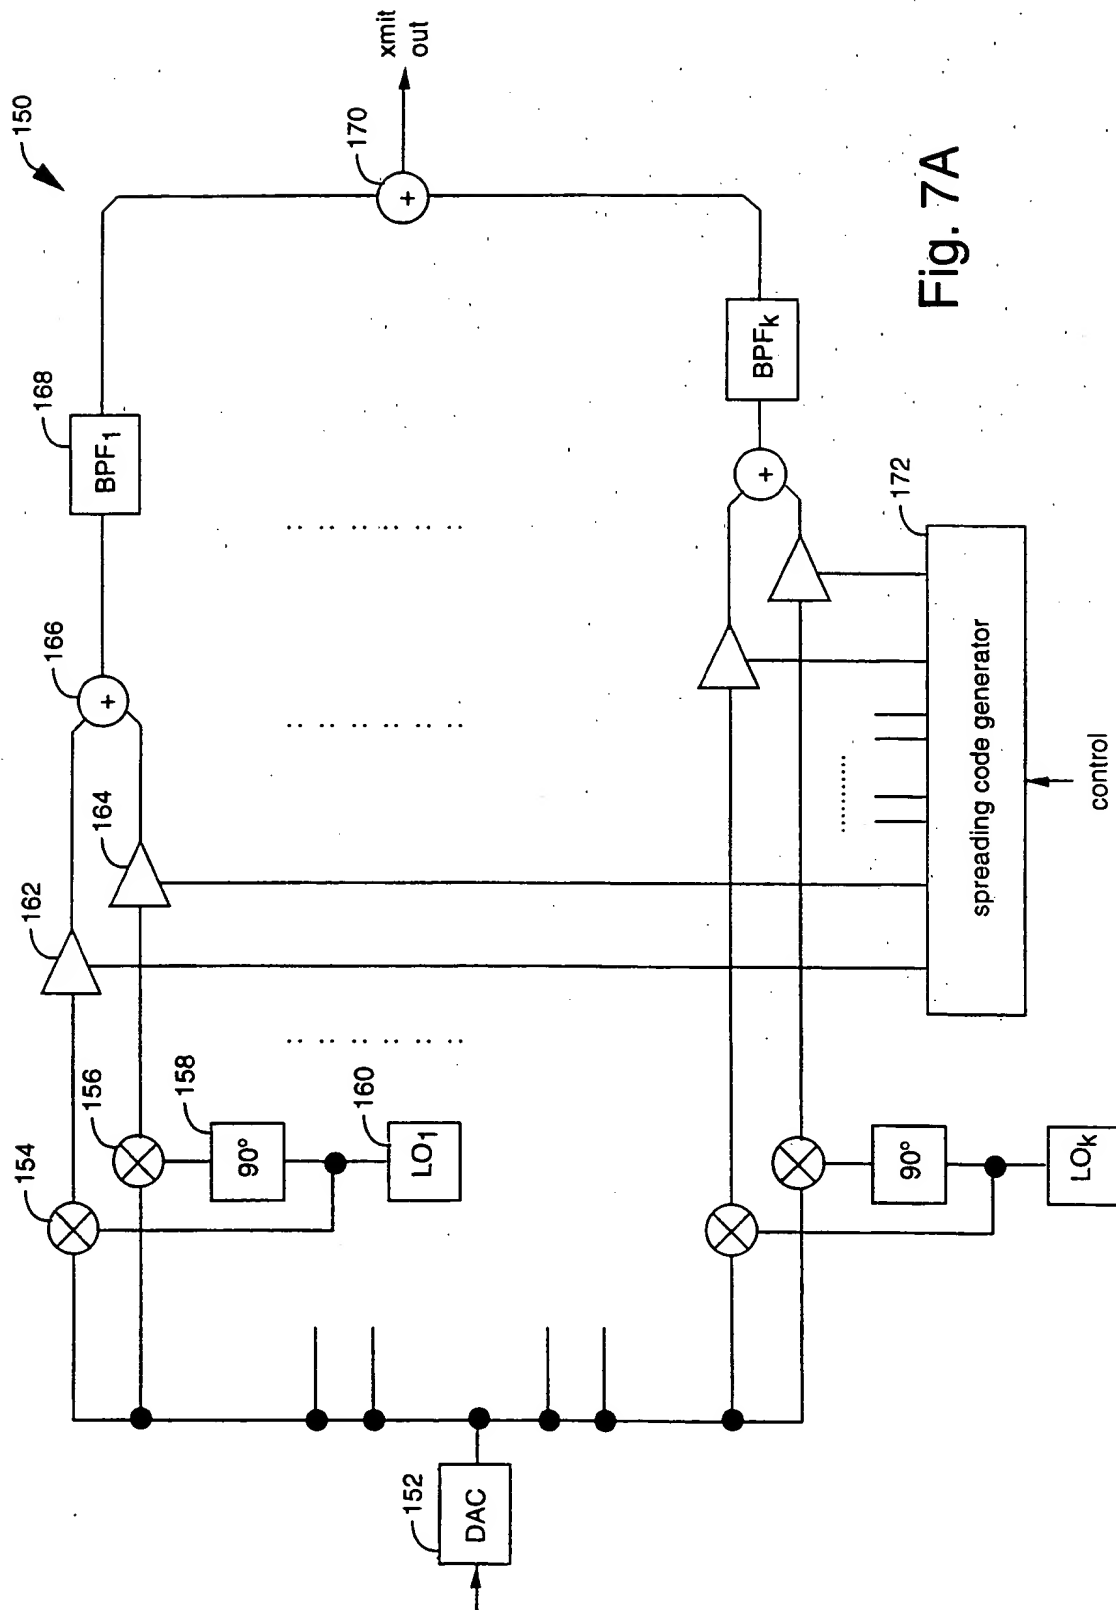 150
xmit
out
170
168
BPF1
166
162
164
154
156
158
90°
160
LO1
152
DAC
BPFk
172
spreading code generator
control
90°
LOk
Fig. 7A